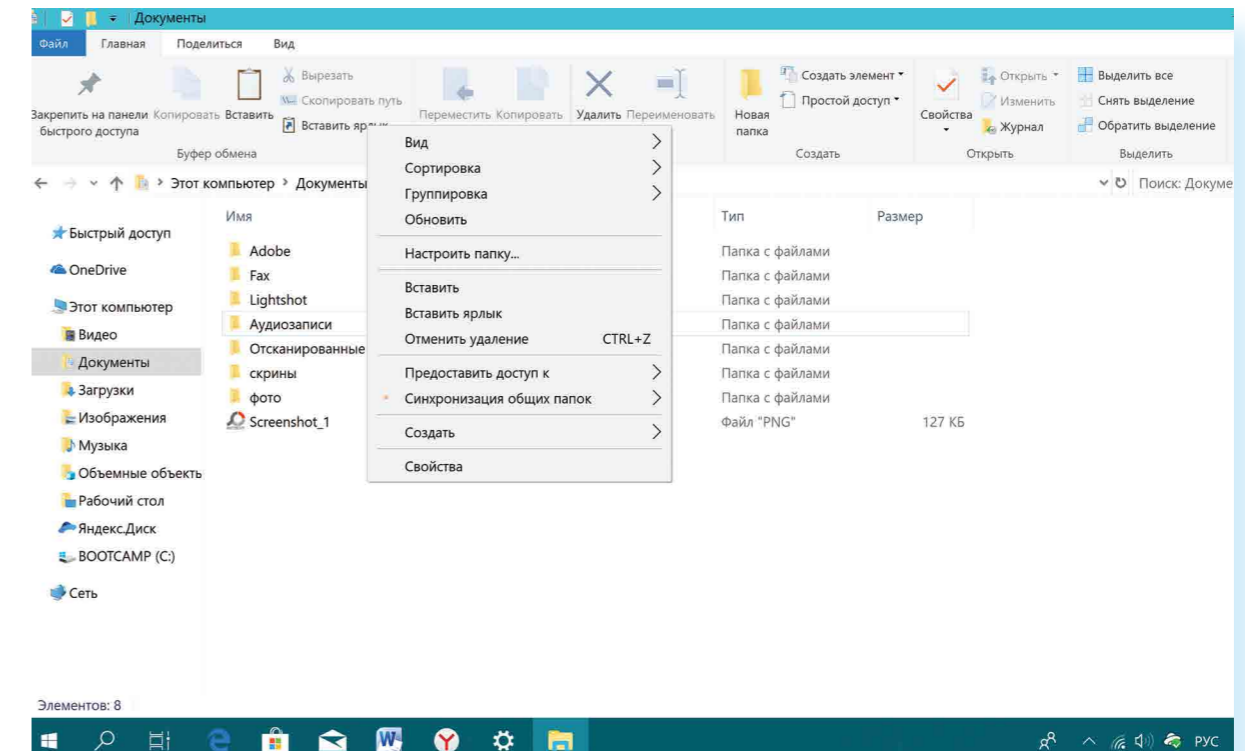 Документы
Файл Главная Поделиться Вид
Закрепить на панели быстрого доступа
Копировать
Вставить
Вырезать
Скопировать путь
Вставить ярлык
Переместить
Копировать
Удалить
Переименовать
Новая папка
Создать элемент
Простой доступ
Свойства
Открыть
Изменить
Журнал
Выделить все
Снять выделение
Обратить выделение
Буфер обмена
Создать
Открыть
Выделить
Этот компьютер > Документы
Поиск: Докуме
Имя Тип Размер
Быстрый доступ
OneDrive
Этот компьютер
Видео
Документы
Загрузки
Изображения
Музыка
Объемные объекть
Рабочий стол
Яндекс.Диск
BOOTCAMP (C:)
Сеть
Adobe Папка с файлами
Fax Папка с файлами
Lightshot Папка с файлами
Аудиозаписи Папка с файлами
Отсканированные Папка с файлами
скрины Папка с файлами
фото Папка с файлами
Screenshot_1 Файл "PNG" 127 КБ
Вид
Сортировка
Группировка
Обновить
Настроить папку...
Вставить
Вставить ярлык
Отменить удаление CTRL+Z
Предоставить доступ к
Синхронизация общих папок
Создать
Свойства
Элементов: 8
W
Y
РУС